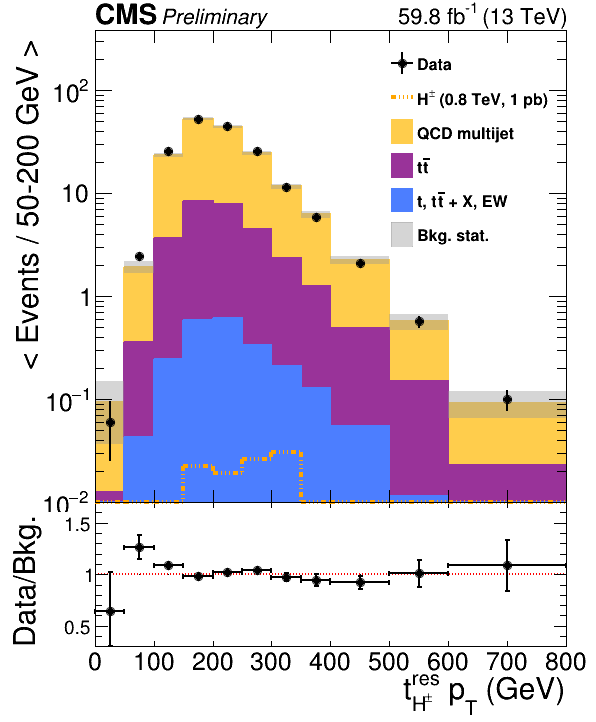 CMS Preliminary 59.8 fb⁻¹ (13 TeV)
< Events / 50-200 GeV >
10²
10
1
10⁻¹
10⁻²
Data
H± (0.8 TeV, 1 pb)
QCD multijet
tt̅
t, tt̅ + X, EW
Bkg. stat.
Data/Bkg.
1.5
1
0.5
0 100 200 300 400 500 600 700 800
t_{H±}^{res} p_T (GeV)